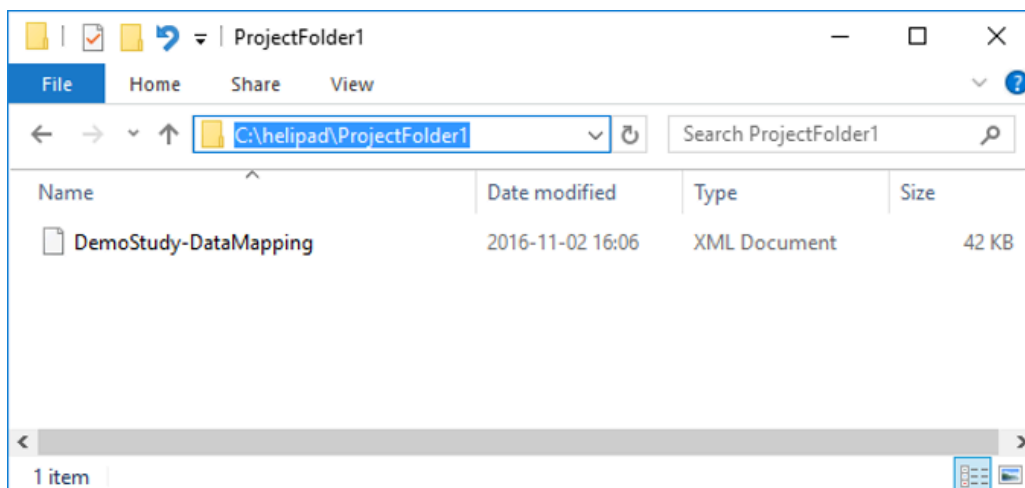 ProjectFolder1
File Home Share View
C:\helipad\ProjectFolder1 Search ProjectFolder1
Name Date modified Type Size
DemoStudy-DataMapping 2016-11-02 16:06 XML Document 42 KB
1 item